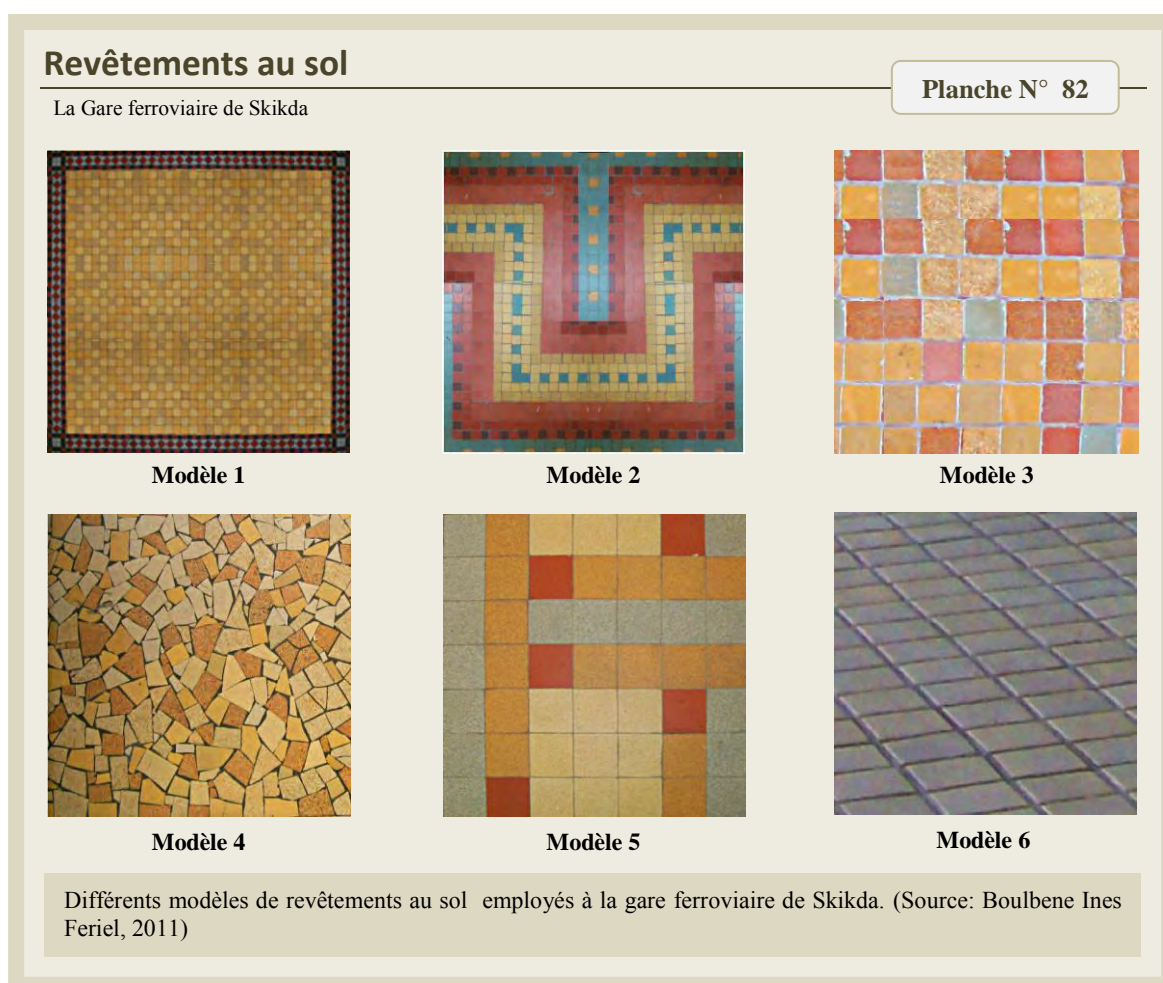 Revêtements au sol
Planche N° 82
La Gare ferroviaire de Skikda
Modèle 1
Modèle 2
Modèle 3
Modèle 4
Modèle 5
Modèle 6
Différents modèles de revêtements au sol employés à la gare ferroviaire de Skikda. (Source: Boulbene Ines
Feriel, 2011)